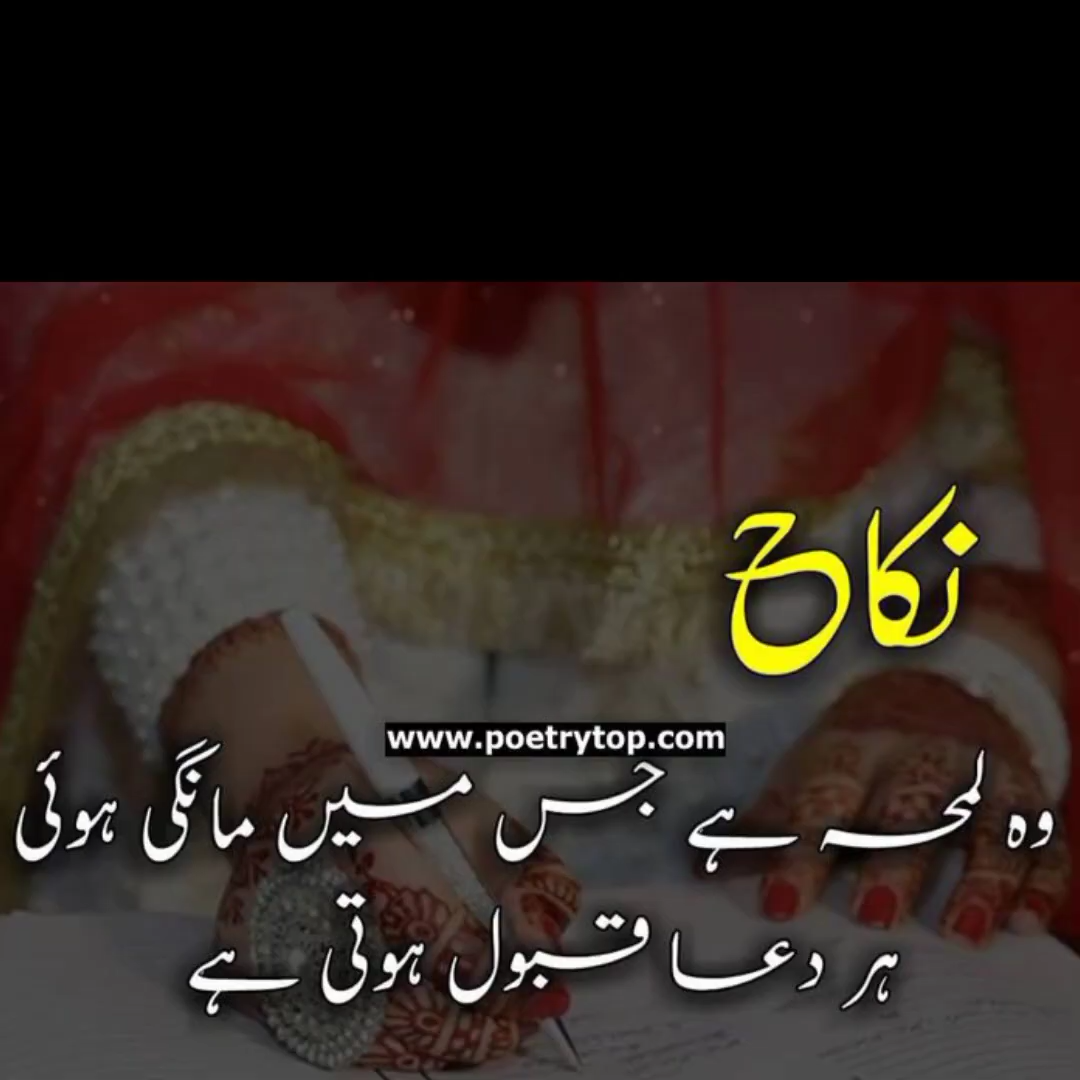 نکاح
www.poetrytop.com
وہ لمحہ ہے جس میں مانگی ہوئی
ہر دعا قبول ہوتی ہے